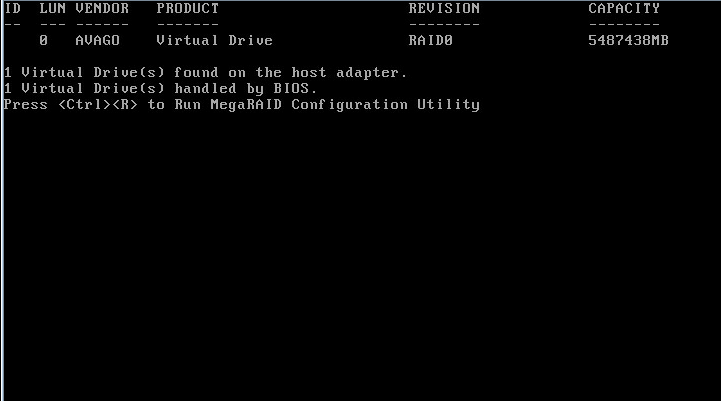 ID  LUN VENDOR   PRODUCT                     REVISION            CAPACITY
--  --- ------   -------                     --------            --------
    0   AVAGO    Virtual Drive               RAID0               5487438MB
1 Virtual Drive(s) found on the host adapter.
1 Virtual Drive(s) handled by BIOS.
Press <Ctrl><R> to Run MegaRAID Configuration Utility